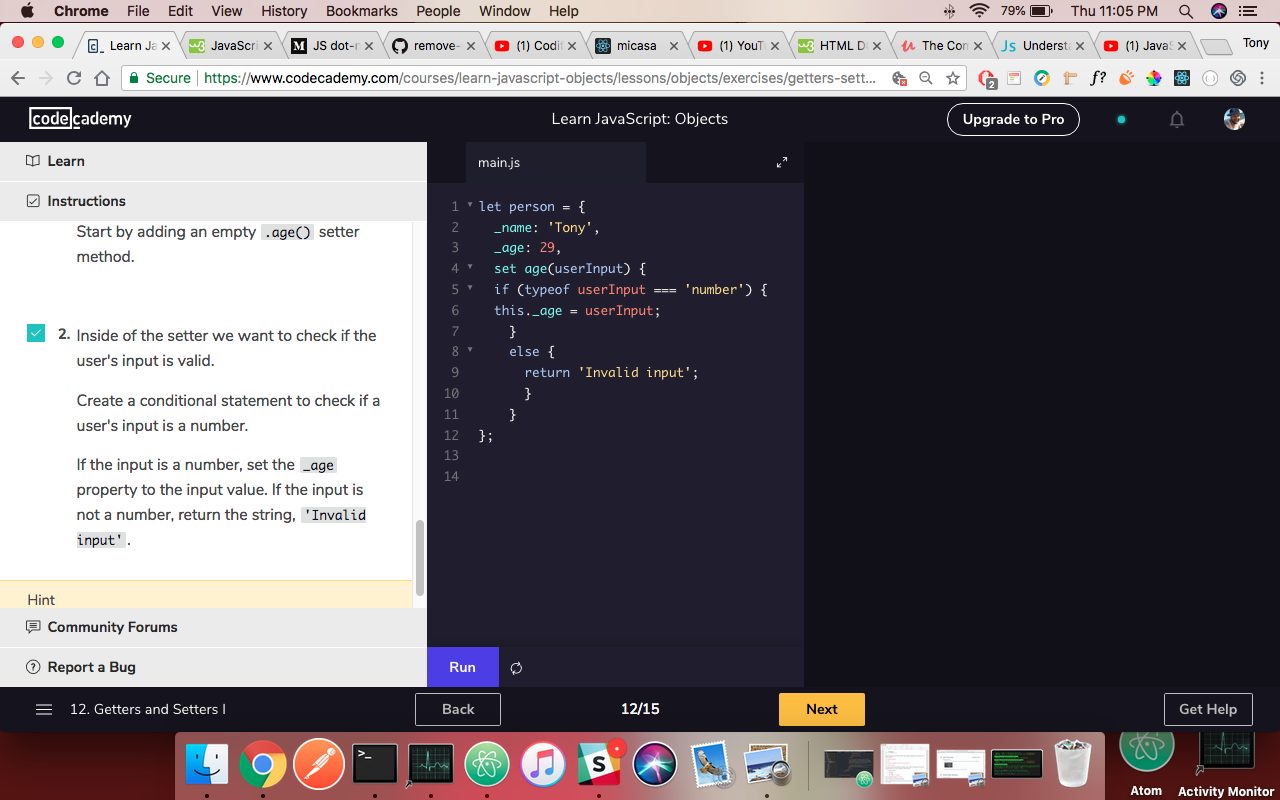 Chrome File Edit View History Bookmarks People Window Help 79% Thu 11:05 PM
Learn Ja JavaScri JS dot-n remove- (1) Codif micasa (1) YouT HTML D The Con Understa (1) JavaS Tony
Secure https://www.codecademy.com/courses/learn-javascript-objects/lessons/objects/exercises/getters-sett... 2 f?
codecademy Learn JavaScript: Objects Upgrade to Pro
Learn
Instructions
Start by adding an empty .age() setter
method.
2. Inside of the setter we want to check if the
user's input is valid.
Create a conditional statement to check if a
user's input is a number.
If the input is a number, set the _age
property to the input value. If the input is
not a number, return the string, 'Invalid
input'.
Hint
Community Forums
Report a Bug
main.js
1 let person = {
2 _name: 'Tony',
3 _age: 29,
4 set age(userInput) {
5 if (typeof userInput === 'number') {
6 this._age = userInput;
7 }
8 else {
9 return 'Invalid input';
10 }
11 }
12 };
13
14
Run
12. Getters and Setters I Back 12/15 Next Get Help
Atom Activity Monitor